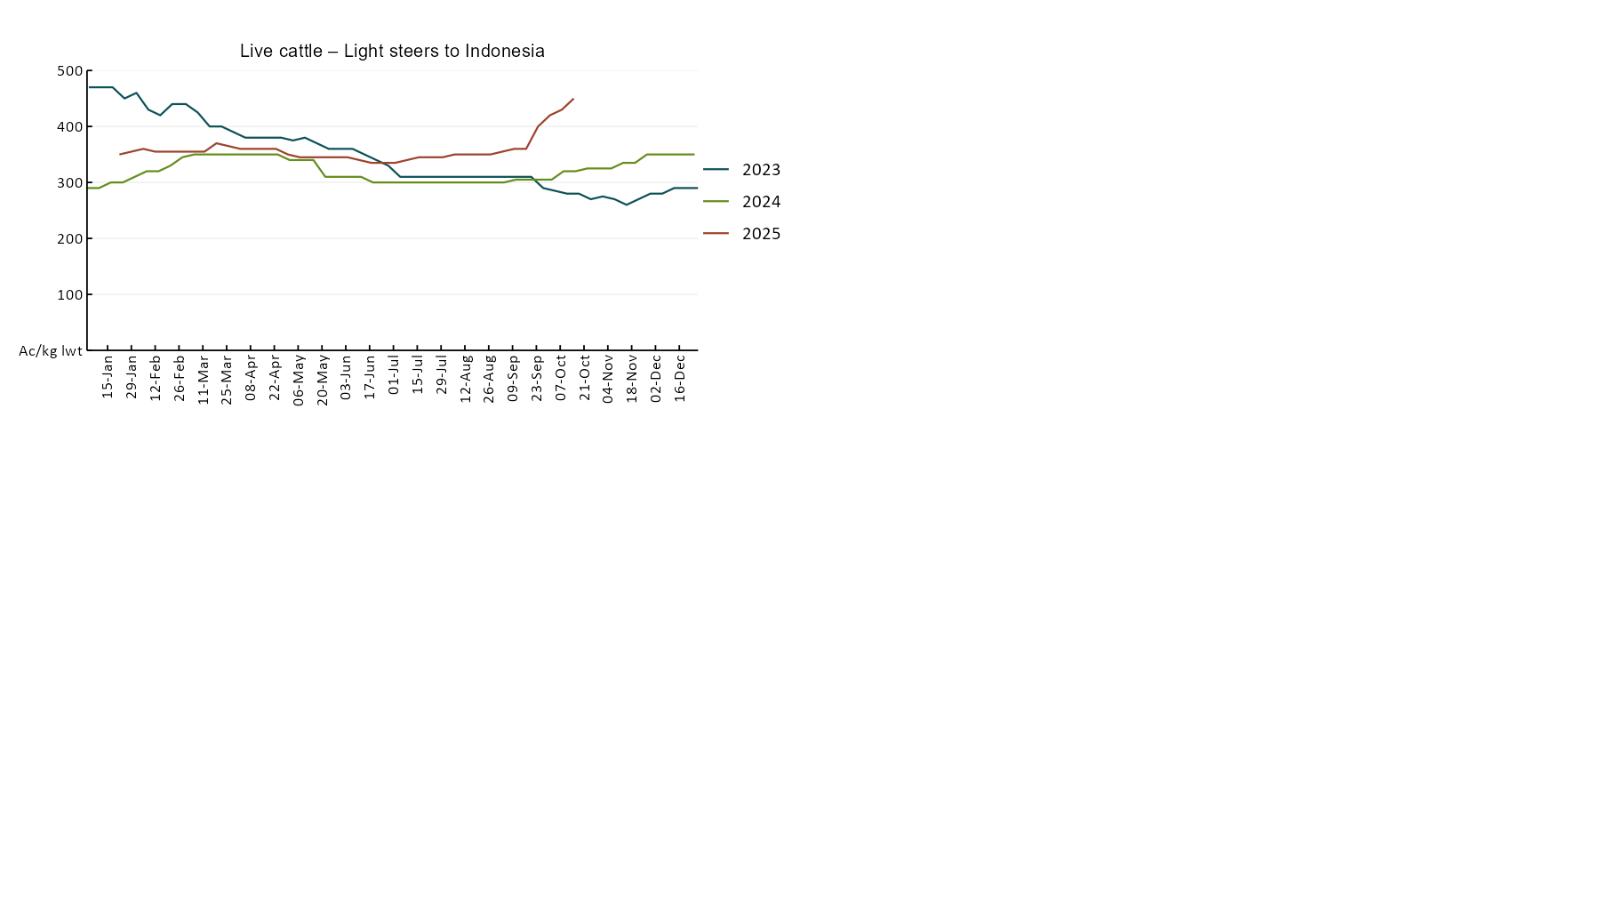 Live cattle – Light steers to Indonesia
500
400
300
200
100
Ac/kg lwt
15-Jan
29-Jan
12-Feb
26-Feb
11-Mar
25-Mar
08-Apr
22-Apr
06-May
20-May
03-Jun
17-Jun
01-Jul
15-Jul
29-Jul
12-Aug
26-Aug
09-Sep
23-Sep
07-Oct
21-Oct
04-Nov
18-Nov
02-Dec
16-Dec
2023
2024
2025